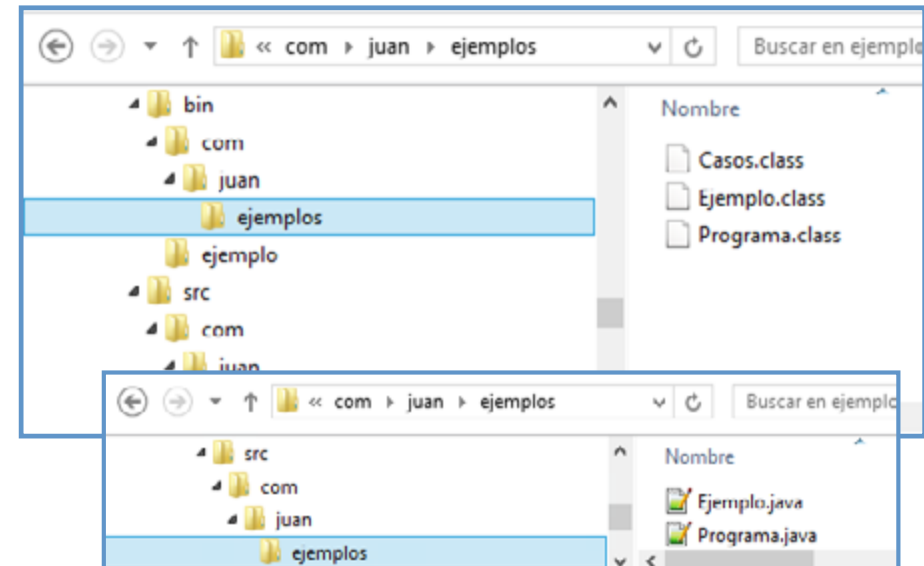 « com ▸ juan ▸ ejemplos
Buscar en ejemplo
bin
com
juan
ejemplos
ejemplo
src
com
juan
Nombre
Casos.class
Ejemplo.class
Programa.class
« com ▸ juan ▸ ejemplos
Buscar en ejemplo
src
com
juan
ejemplos
Nombre
Ejemplo.java
Programa.java